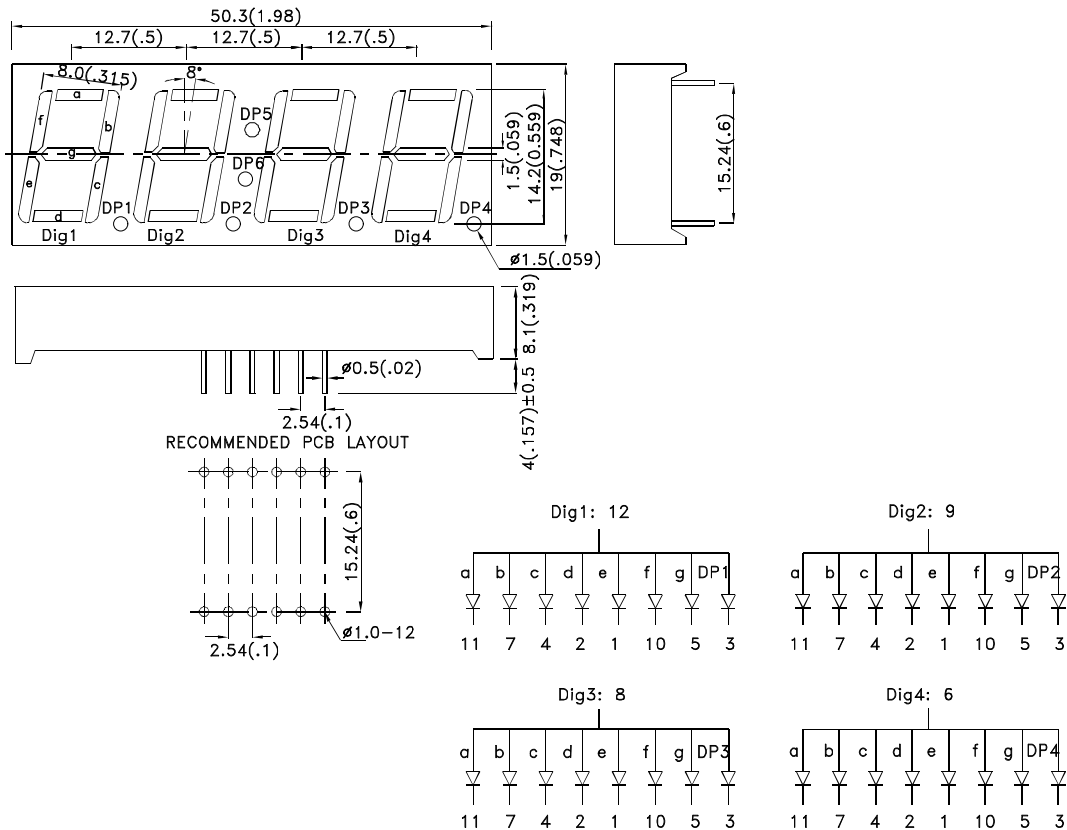 50.3(1.98)
12.7(.5) 12.7(.5) 12.7(.5)
8.0(.315)
8°
a
f b
g
e c
d
DP5
DP6
DP1 DP2 DP3 DP4
Dig1 Dig2 Dig3 Dig4
1.5(.059)
14.2(0.559)
19(.748)
15.24(.6)
ø1.5(.059)
8.1(.319)
4(.157)±0.5
ø0.5(.02)
2.54(.1)
RECOMMENDED PCB LAYOUT
15.24(.6)
ø1.0-12
2.54(.1)
Dig1: 12
a b c d e f g DP1
11 7 4 2 1 10 5 3
Dig2: 9
a b c d e f g DP2
11 7 4 2 1 10 5 3
Dig3: 8
a b c d e f g DP3
11 7 4 2 1 10 5 3
Dig4: 6
a b c d e f g DP4
11 7 4 2 1 10 5 3